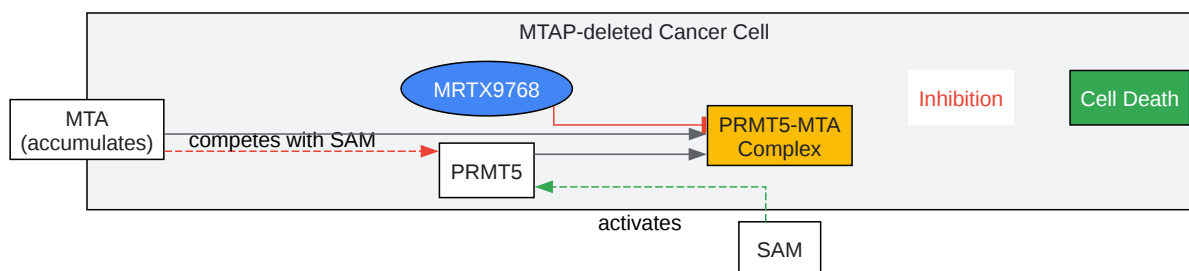 MTAP-deleted Cancer Cell
MRTX9768
Inhibition
Cell Death
MTA
(accumulates)
competes with SAM
PRMT5-MTA
Complex
PRMT5
activates
SAM